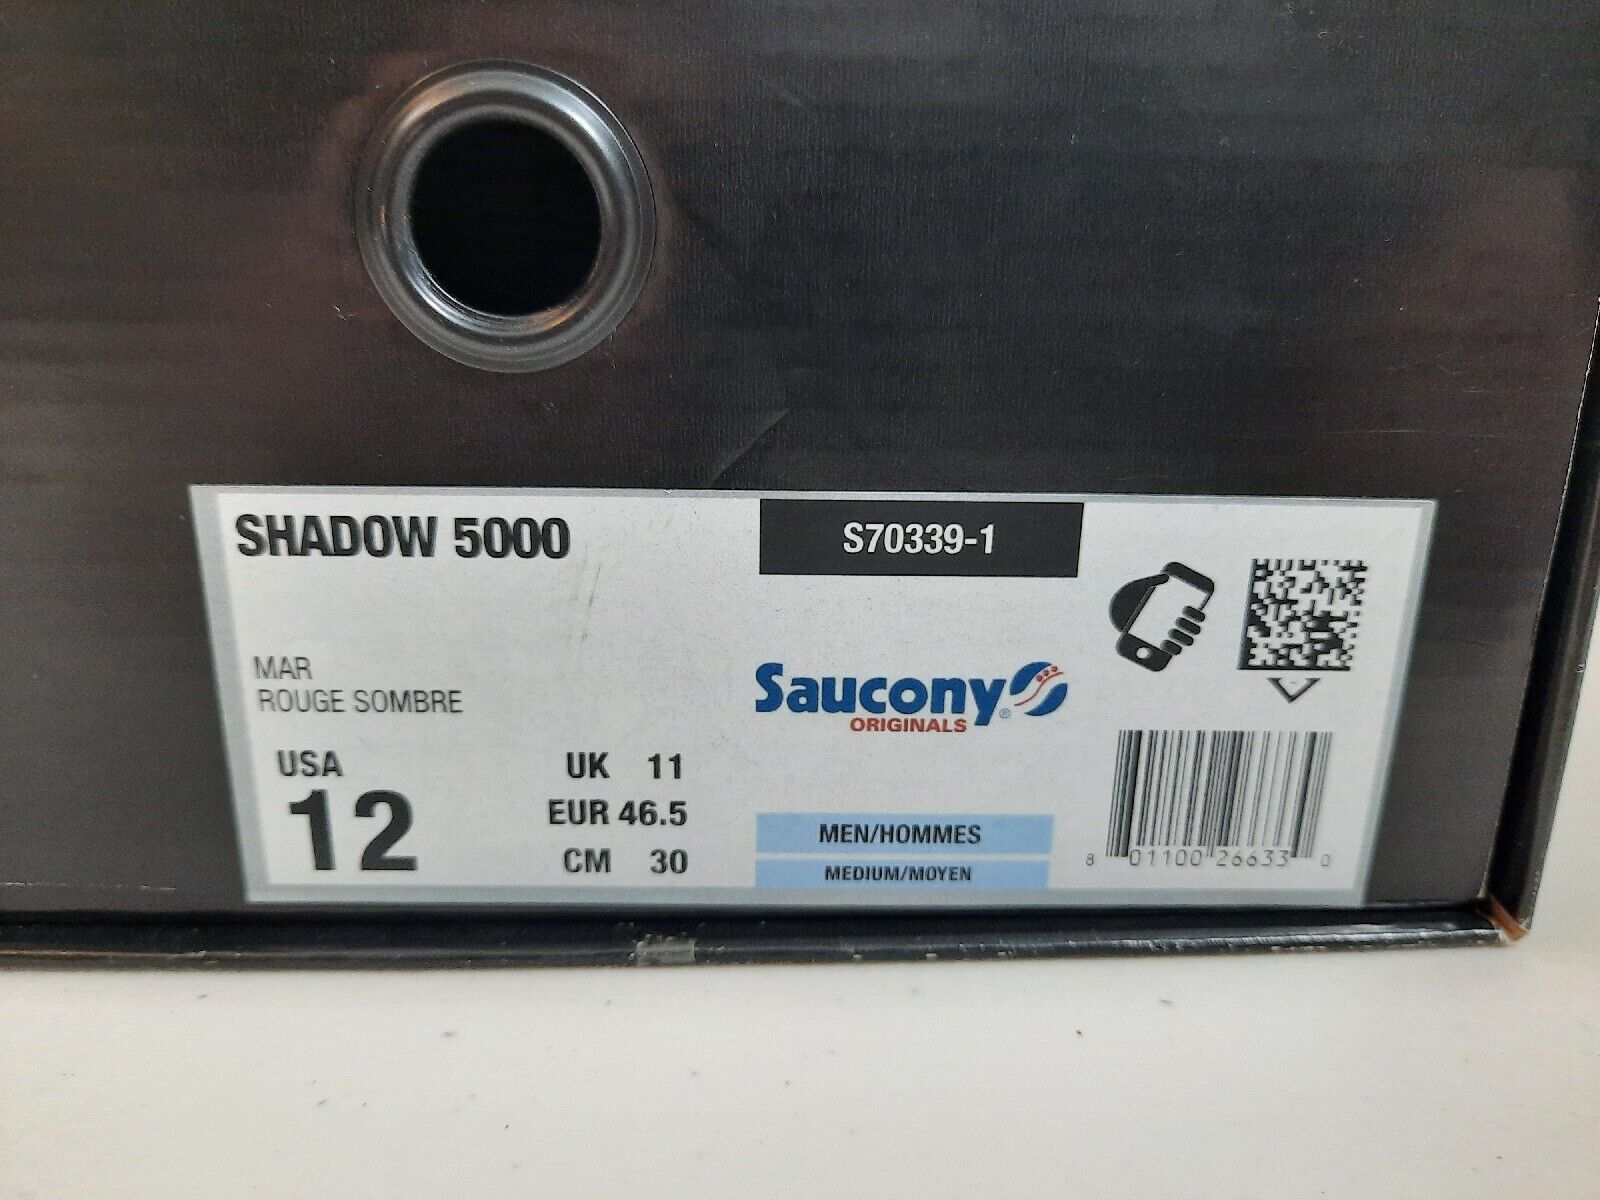 SHADOW 5000
S70339-1
MAR
ROUGE SOMBRE
Saucony®
ORIGINALS
USA
12
UK 11
EUR 46.5
CM 30
MEN/HOMMES
MEDIUM/MOYEN
8 01100 26633 0